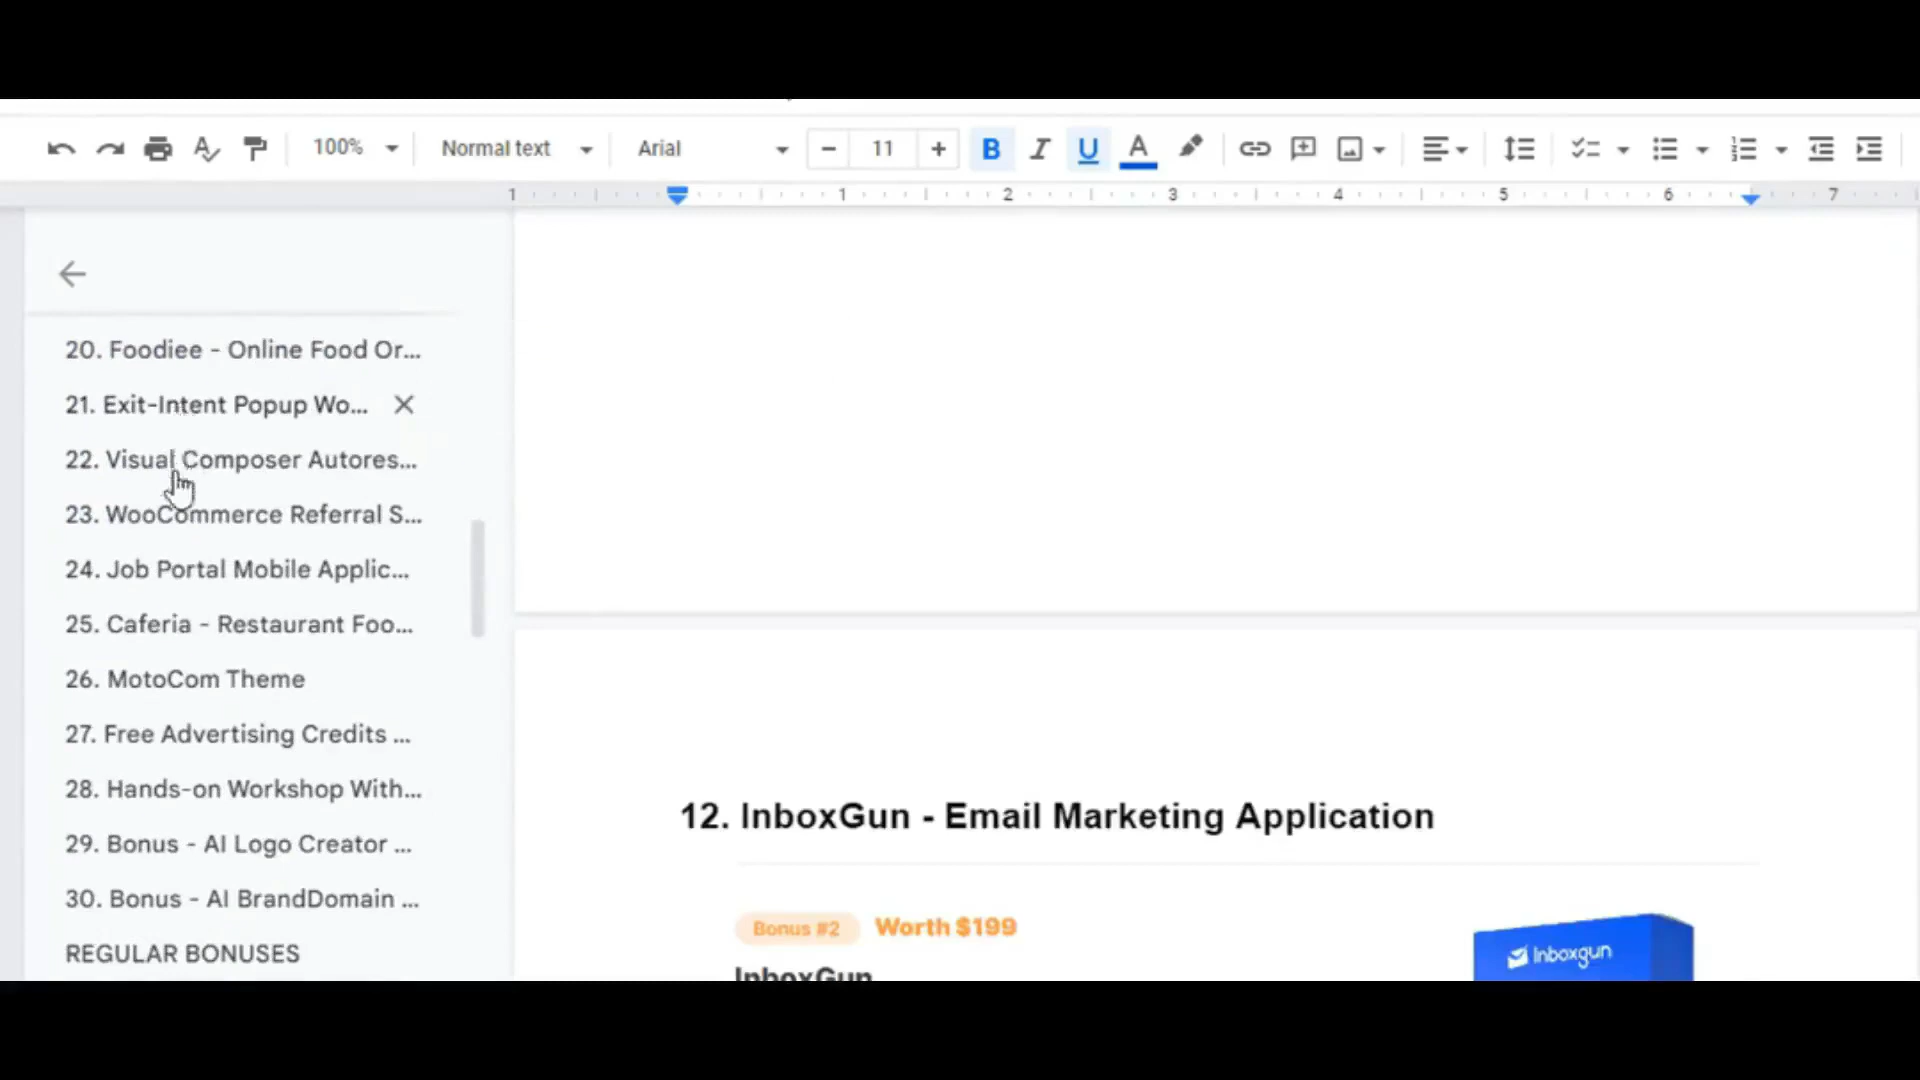 100%
Normal text
Arial
11
B I U A
1 1 2 3 4 5 6 7
20. Foodiee - Online Food Or...
21. Exit-Intent Popup Wo...
22. Visual Composer Autores...
23. WooCommerce Referral S...
24. Job Portal Mobile Applic...
25. Caferia - Restaurant Foo...
26. MotoCom Theme
27. Free Advertising Credits ...
28. Hands-on Workshop With...
29. Bonus - AI Logo Creator ...
30. Bonus - AI BrandDomain ...
REGULAR BONUSES
12. InboxGun - Email Marketing Application
Bonus #2 Worth $199
InboxGun
Inboxgun